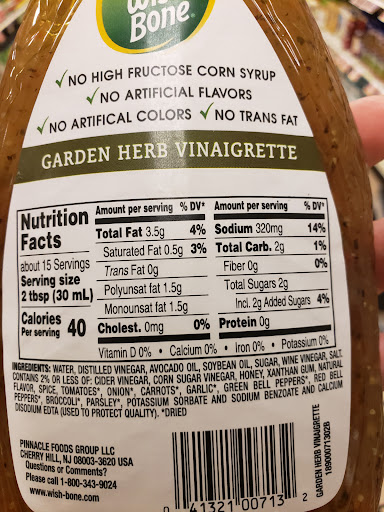 Wish
Bone®
✓NO HIGH FRUCTOSE CORN SYRUP
✓NO ARTIFICIAL FLAVORS
✓NO ARTIFICAL COLORS ✓NO TRANS FAT
GARDEN HERB VINAIGRETTE
Nutrition
Facts
about 15 Servings
Serving size
2 tbsp (30 mL)
Calories
Per serving 40
Amount per serving % DV*
Total Fat 3.5g 4%
Saturated Fat 0.5g 3%
Trans Fat 0g
Polyunsat fat 1.5g
Monounsat fat 1.5g
Cholest. 0mg 0%
Amount per serving % DV*
Sodium 320mg 14%
Total Carb. 2g 1%
Fiber 0g 0%
Total Sugars 2g
Incl. 2g Added Sugars 4%
Protein 0g
Vitamin D 0% • Calcium 0% • iron 0% • Potassium 0%
INGREDIENTS: WATER, DISTILLED VINEGAR, AVOCADO OIL, SOYBEAN OIL, SUGAR, WINE VINEGAR, SALT,
CONTAINS 2% OR LESS OF: CIDER VINEGAR, CORN SUGAR VINEGAR, HONEY, XANTHAN GUM, NATURAL
FLAVOR, SPICE, TOMATOES*, ONION*, CARROTS*, GARLIC*, GREEN BELL PEPPERS*, RED BELL
PEPPERS*, BROCCOLI*, PARSLEY*, POTASSIUM SORBATE AND SODIUM BENZOATE AND CALCIUM
DISODIUM EDTA (USED TO PROTECT QUALITY). *DRIED
PINNACLE FOODS GROUP LLC
CHERRY HILL, NJ 08003-3620 USA
Questions or Comments?
Please call 1-800-343-9024
www.wish-bone.com
0 41321 00713 2
GARDEN HERB VINAIGRETTE
189000713028